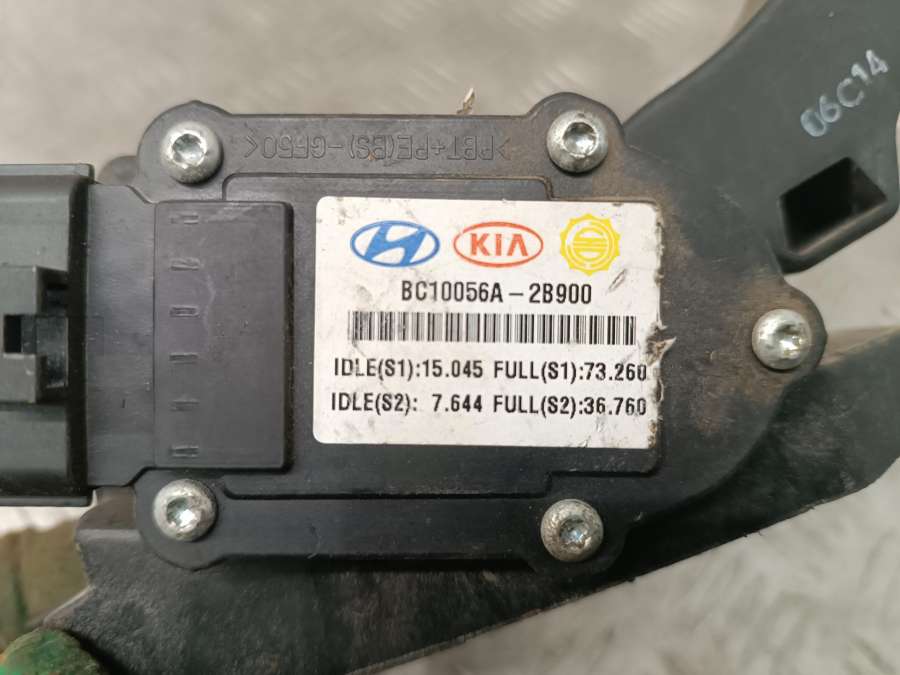 06C14
>PBT+PE(BS)-GF50<
KIA
BC10056A-2B900
IDLE(S1):15.045 FULL(S1):73.260
IDLE(S2): 7.644 FULL(S2):36.760